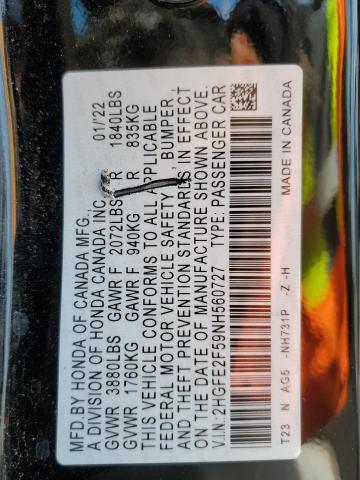 MFD.BY HONDA OF CANADA MFG.,
A DIVISION OF HONDA CANADA INC. 01/'22
GVWR 3880LBS GAWR F 2072LBS R 1840LBS
GVWR 1760KG GAWR F 940KG R 835KG
THIS VEHICLE CONFORMS TO ALL APPLICABLE
FEDERAL MOTOR VEHICLE SAFETY, BUMPER,
AND THEFT PREVENTION STANDARDS IN EFFECT
ON THE DATE OF MANUFACTURE SHOWN ABOVE.
V.I.N.:2HGFE2F59NH560727 TYPE: PASSENGER CAR
T23 N AG5 -NH731P -Z -H MADE IN CANADA